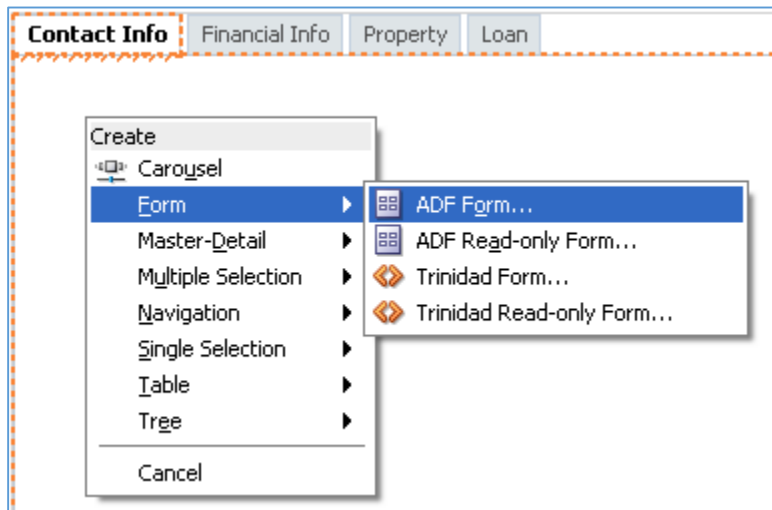 Contact Info Financial Info Property Loan
Create
Carousel
Form
ADF Form...
ADF Read-only Form...
Trinidad Form...
Trinidad Read-only Form...
Master-Detail
Multiple Selection
Navigation
Single Selection
Table
Tree
Cancel